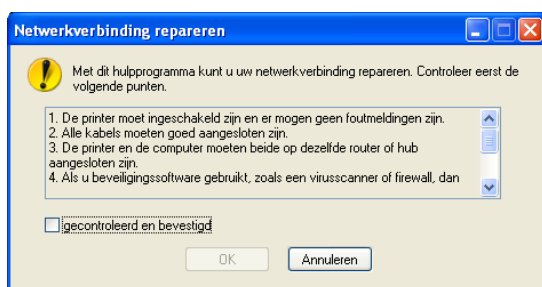 Netwerkverbinding repareren
Met dit hulpprogramma kunt u uw netwerkverbinding repareren. Controleer eerst de
volgende punten.
1. De printer moet ingeschakeld zijn en er mogen geen foutmeldingen zijn.
2. Alle kabels moeten goed aangesloten zijn.
3. De printer en de computer moeten beide op dezelfde router of hub
aangesloten zijn.
4. Als u beveiligingssoftware gebruikt, zoals een virusscanner of firewall, dan
gecontroleerd en bevestigd
OK Annuleren